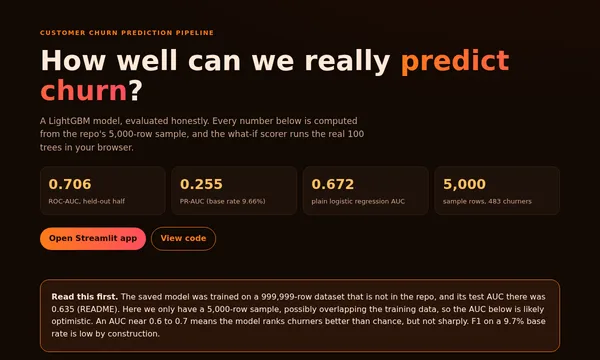 CUSTOMER CHURN PREDICTION PIPELINE
How well can we really predict
churn?
A LightGBM model, evaluated honestly. Every number below is computed
from the repo's 5,000-row sample, and the what-if scorer runs the real 100
trees in your browser.
0.706
ROC-AUC, held-out half
0.255
PR-AUC (base rate 9.66%)
0.672
plain logistic regression AUC
5,000
sample rows, 483 churners
Open Streamlit app
View code
Read this first. The saved model was trained on a 999,999-row dataset that is not in the repo, and its test AUC there was
0.635 (README). Here we only have a 5,000-row sample, possibly overlapping the training data, so the AUC below is likely
optimistic. An AUC near 0.6 to 0.7 means the model ranks churners better than chance, but not sharply. F1 on a 9.7% base
rate is low by construction.